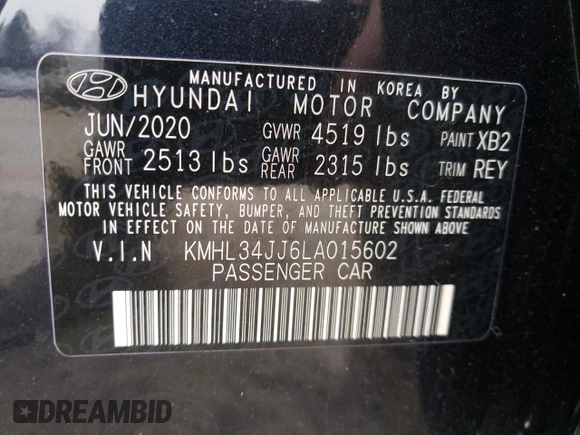 MANUFACTURED IN KOREA BY
HYUNDAI MOTOR COMPANY
JUN/2020 GVWR 4519 lbs PAINT XB2
GAWR FRONT 2513 lbs GAWR REAR 2315 lbs TRIM REY
THIS VEHICLE CONFORMS TO ALL APPLICABLE U.S.A. FEDERAL
MOTOR VEHICLE SAFETY, BUMPER, AND THEFT PREVENTION STANDARDS
IN EFFECT ON THE DATE OF MANUFACTURE SHOWN ABOVE.
V.I.N KMHL34JJ6LA015602
PASSENGER CAR
DREAMBID